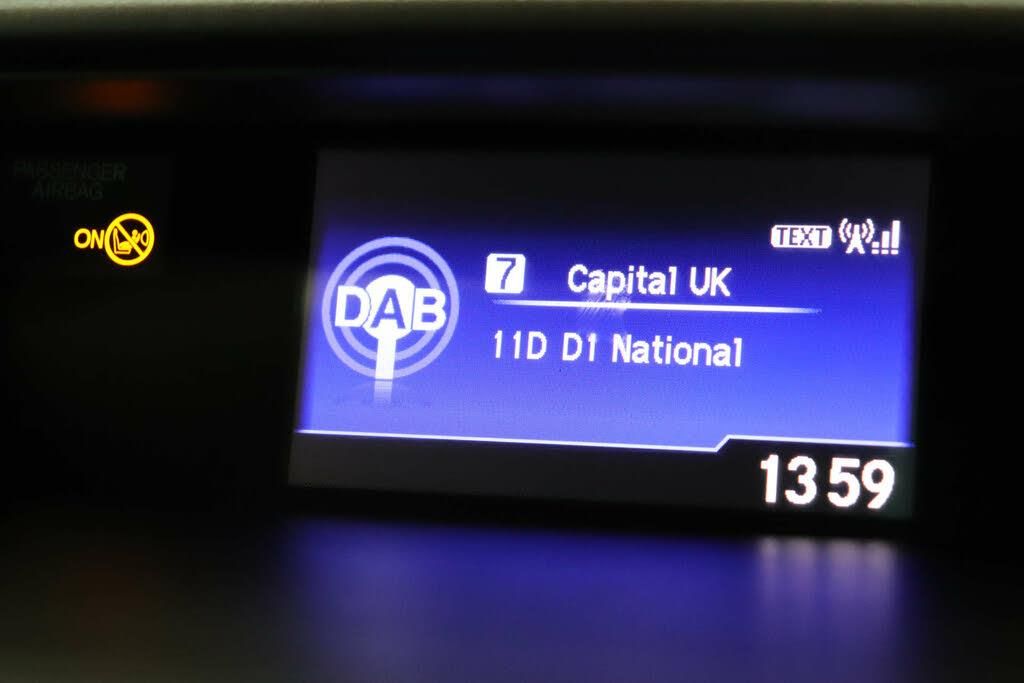 PASSENGER
AIRBAG
ON
TEXT
DAB
7 Capital UK
11D D1 National
13 59